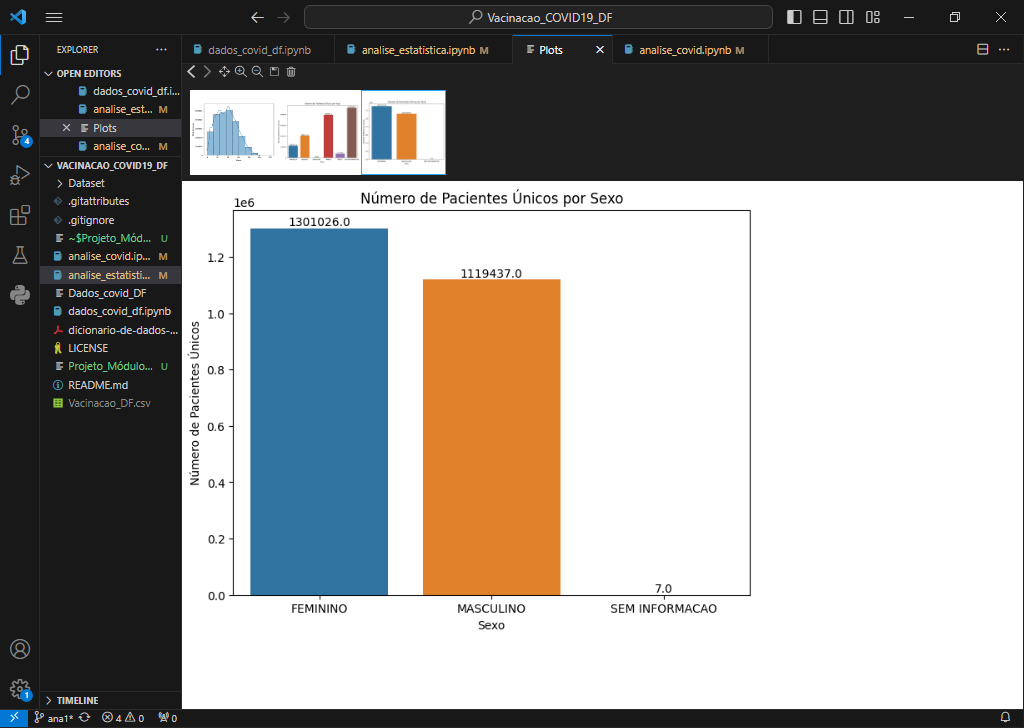 Vacinacao_COVID19_DF
EXPLORER
dados_covid_df.ipynb
analise_estatistica.ipynb M
Plots
analise_covid.ipynb M
OPEN EDITORS
dados_covid_df.i...
analise_est... M
Plots
analise_co... M
VACINACAO_COVID19_DF
Dataset
.gitattributes
.gitignore
~$Projeto_Mód... U
analise_covid.ip... M
analise_estatisti... M
Dados_covid_DF
dados_covid_df.ipynb
dicionario-de-dados-...
LICENSE
Projeto_Módulo... U
README.md
Vacinacao_DF.csv
4
Número de Pacientes Únicos por Sexo
1e6
1301026.0
1119437.0
7.0
1.2
1.0
0.8
0.6
0.4
0.2
0.0
Número de Pacientes Únicos
FEMININO
MASCULINO
SEM INFORMACAO
Sexo
1
TIMELINE
ana1*
4
0
0